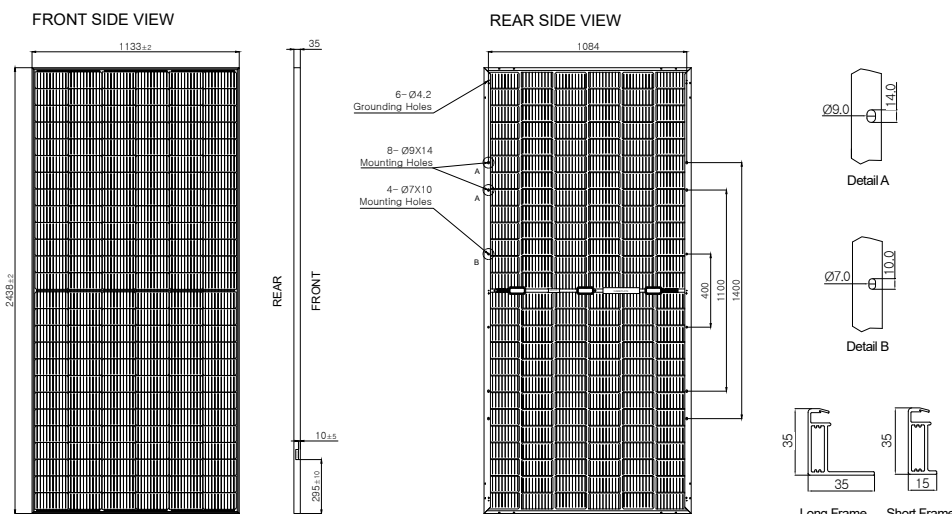 FRONT SIDE VIEW
1133±2
35
2438±2
REAR
FRONT
10±5
295±10
REAR SIDE VIEW
1084
6-Ø4.2
Grounding Holes
8-Ø9X14
Mounting Holes
A
A
4-Ø7X10
Mounting Holes
B
400
1100
1400
Ø9.0
14.0
Detail A
Ø7.0
10.0
Detail B
35
35
Long Frame
35
15
Short Frame